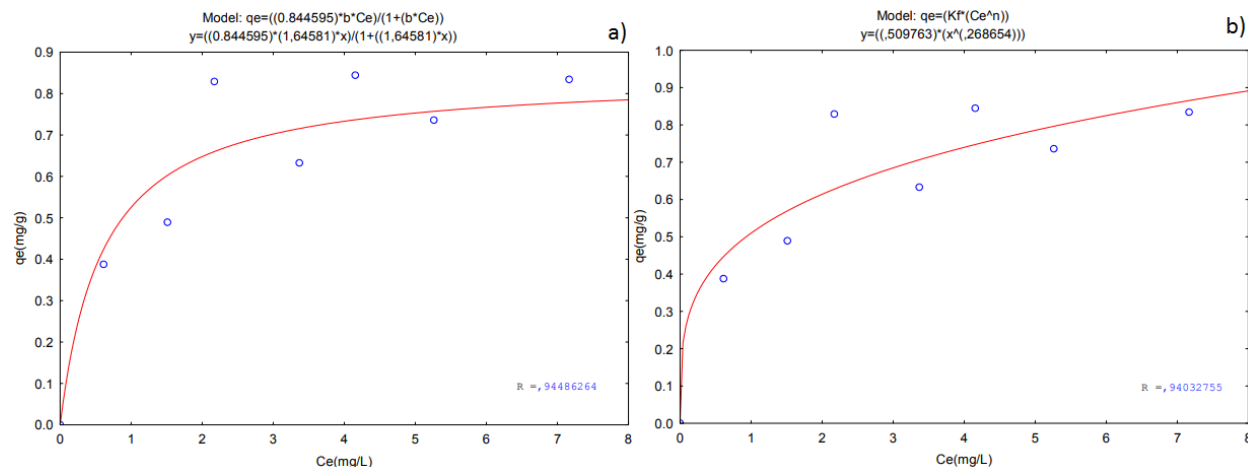 Model: qe=((0.844595)*b*Ce)/(1+(b*Ce))
y=((0.844595)*(1,64581)*x)/(1+((1,64581)*x))
a)
0.9
0.8
0.7
0.6
0.5
0.4
0.3
0.2
0.1
0.0
qe(mg/g)
R =,94486264
0 1 2 3 4 5 6 7 8
Ce(mg/L)
Model: qe=(Kf*(Ce^n))
y=((,509763)*(x^(,268654)))
b)
1.0
0.9
0.8
0.7
0.6
0.5
0.4
0.3
0.2
0.1
0.0
qe(mg/g)
R =,94032755
0 1 2 3 4 5 6 7 8
Ce(mg/L)